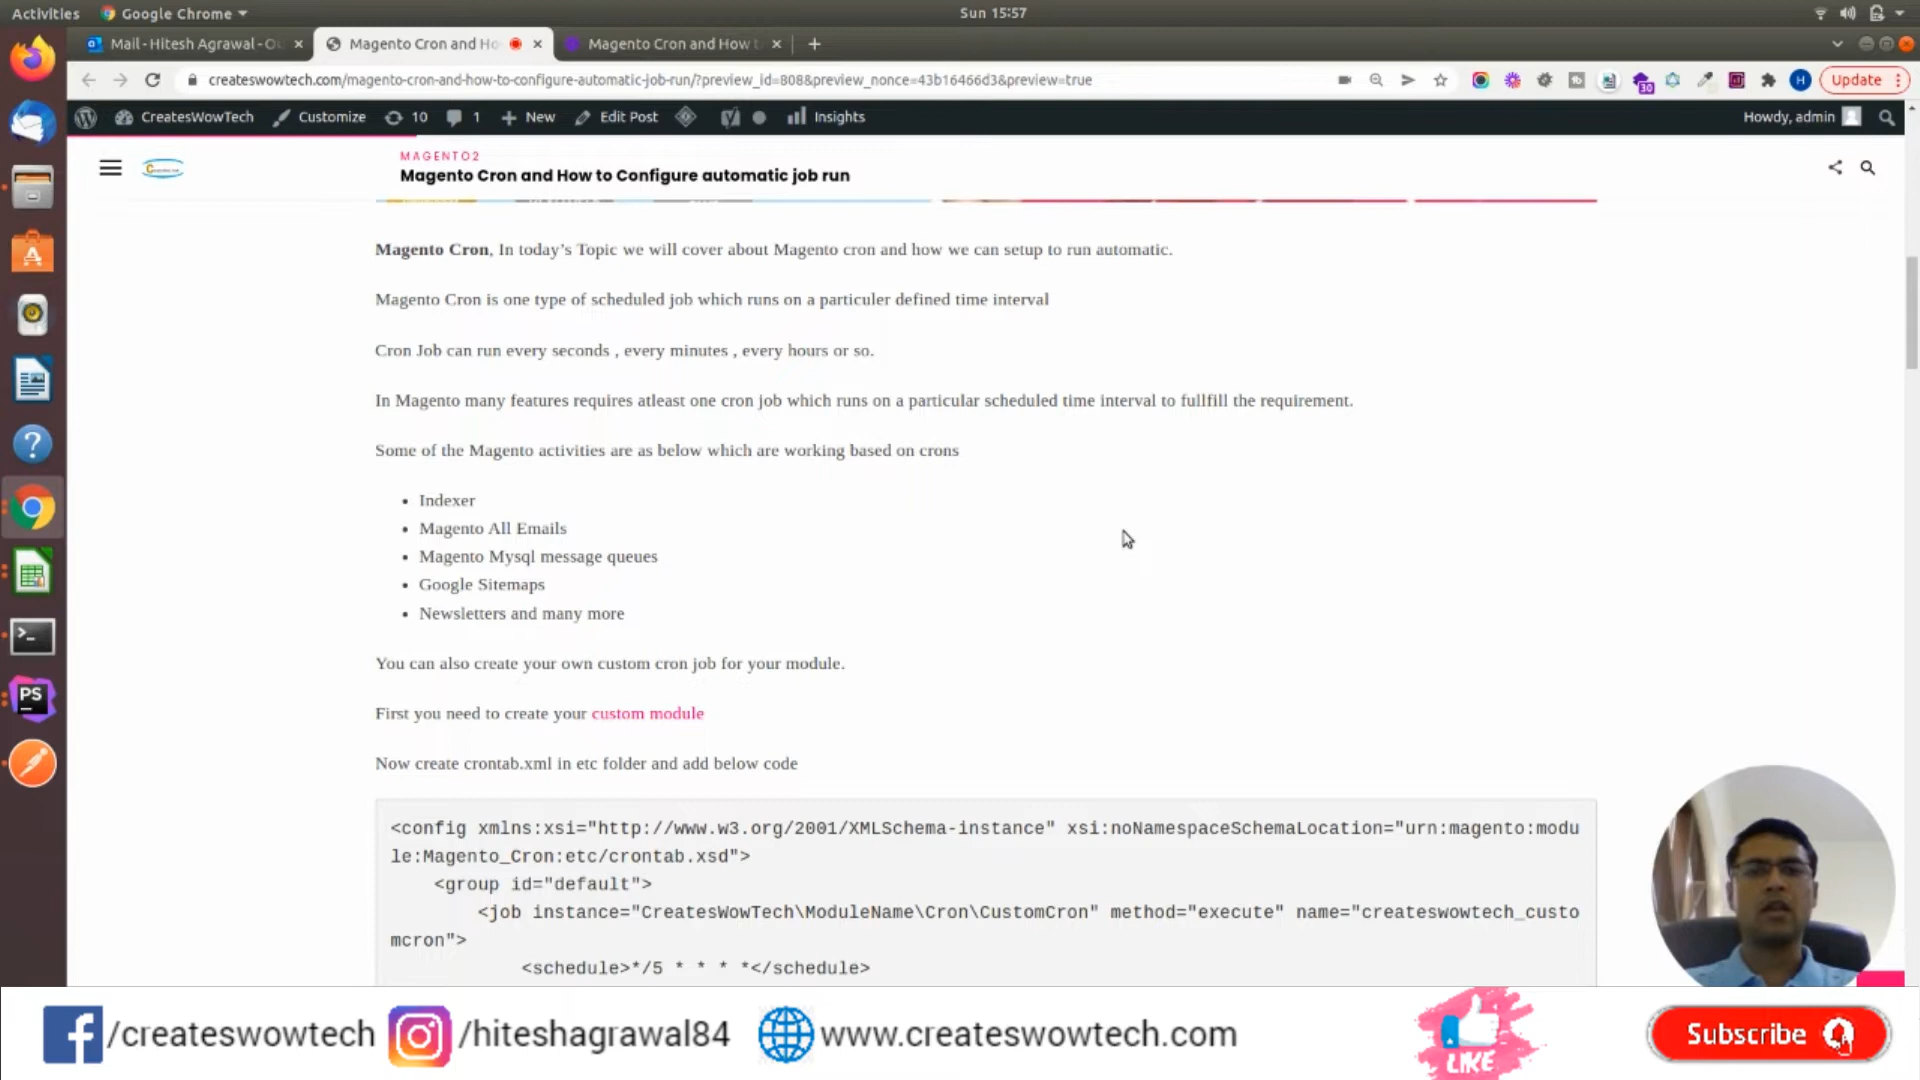 Activities
Google Chrome
Sun 15:57
Mail - Hitesh Agrawal - O
Magento Cron and Ho
Magento Cron and How t
createswowtech.com/magento-cron-and-how-to-configure-automatic-job-run/?preview_id=808&preview_nonce=43b16466d3&preview=true
30
H
Update
CreatesWowTech
Customize
10
1
New
Edit Post
Insights
Howdy, admin
MAGENTO2
Magento Cron and How to Configure automatic job run
Magento Cron, In today's Topic we will cover about Magento cron and how we can setup to run automatic.
Magento Cron is one type of scheduled job which runs on a particuler defined time interval
Cron Job can run every seconds , every minutes , every hours or so.
In Magento many features requires atleast one cron job which runs on a particular scheduled time interval to fullfill the requirement.
Some of the Magento activities are as below which are working based on crons
• Indexer
• Magento All Emails
• Magento Mysql message queues
• Google Sitemaps
• Newsletters and many more
You can also create your own custom cron job for your module.
First you need to create your custom module
Now create crontab.xml in etc folder and add below code
<config xmlns:xsi="http://www.w3.org/2001/XMLSchema-instance" xsi:noNamespaceSchemaLocation="urn:magento:modu
le:Magento_Cron:etc/crontab.xsd">
<group id="default">
<job instance="CreatesWowTech\ModuleName\Cron\CustomCron" method="execute" name="createswowtech_custo
mcron">
<schedule>*/5 * * * *</schedule>
PS
/createswowtech
/hiteshagrawal84
www.createswowtech.com
LIKE
Subscribe